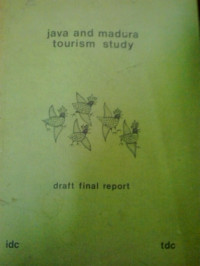 java and madura
tourism study
draft final report
idc
tdc